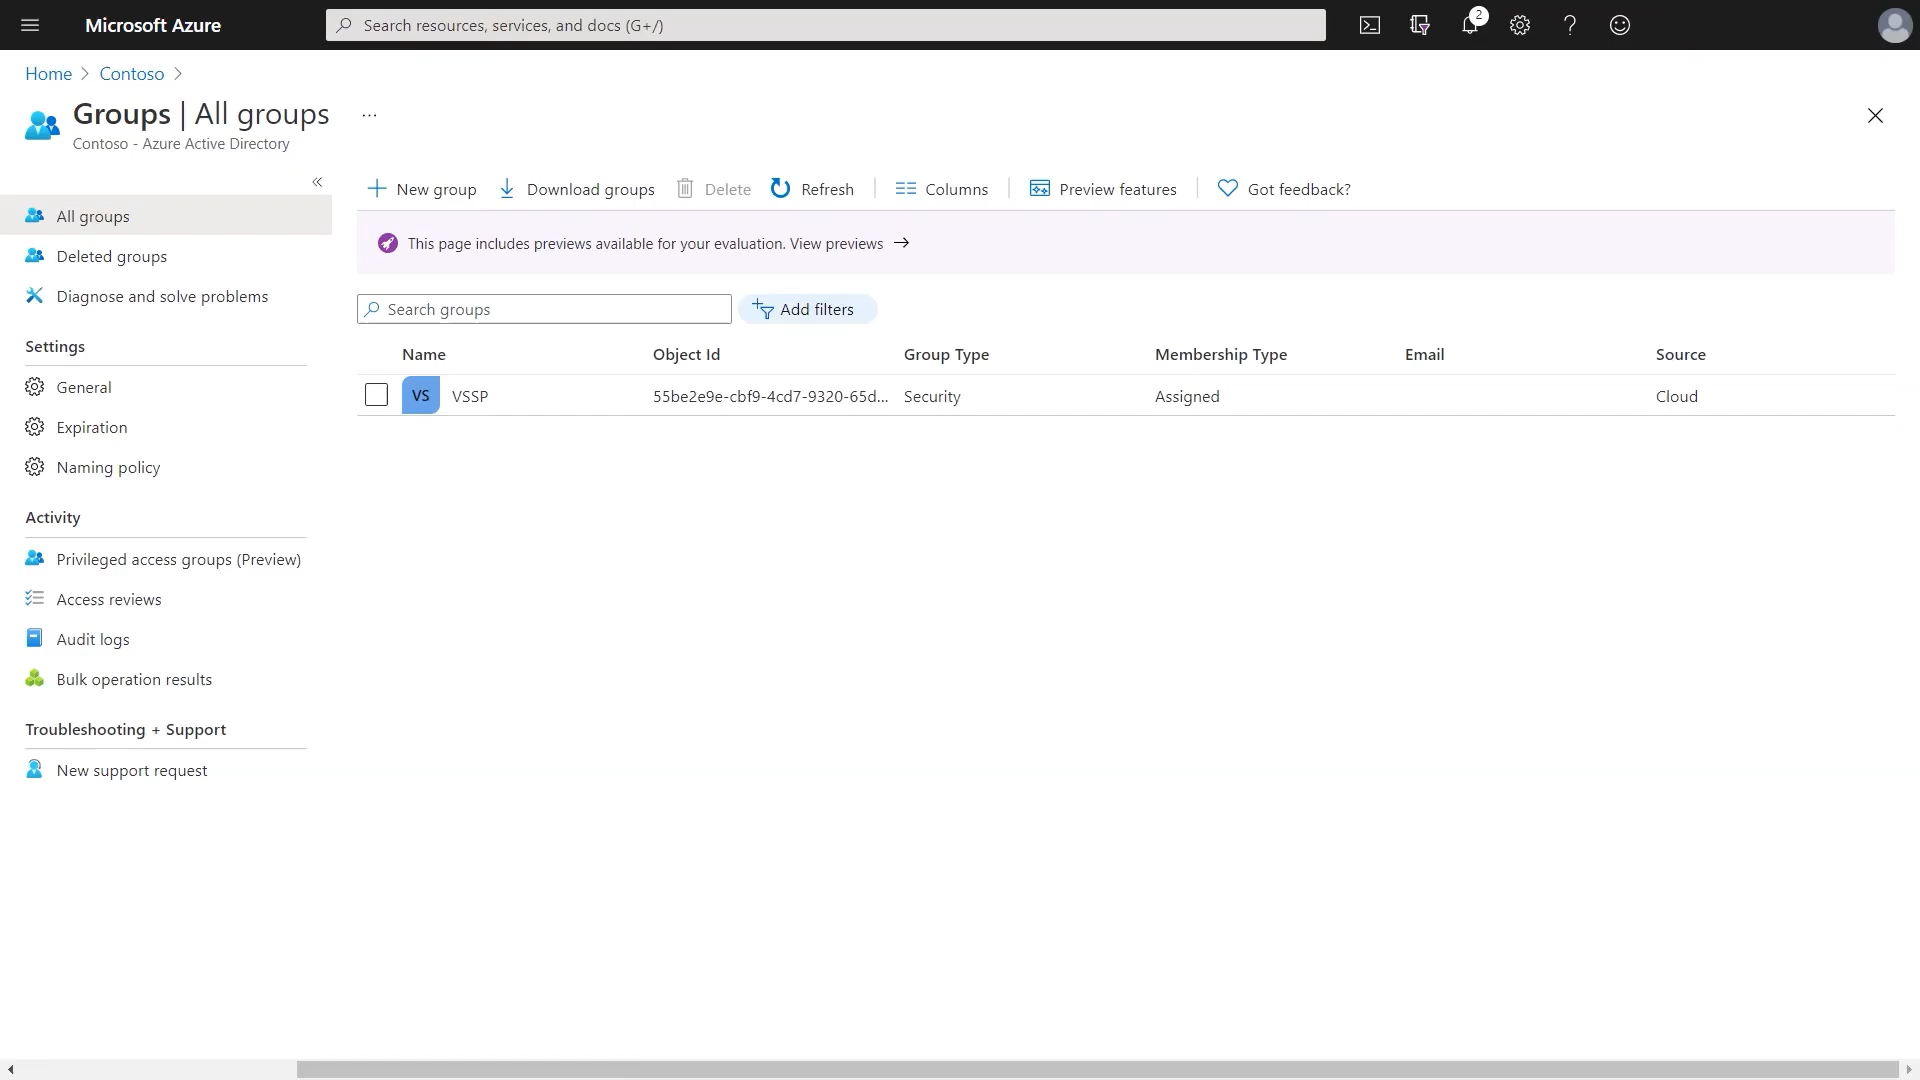 Microsoft Azure
Search resources, services, and docs (G+/)
2
Home
Contoso
Groups | All groups
...
Contoso - Azure Active Directory
New group
Download groups
Delete
Refresh
Columns
Preview features
Got feedback?
All groups
Deleted groups
Diagnose and solve problems
Settings
General
Expiration
Naming policy
Activity
Privileged access groups (Preview)
Access reviews
Audit logs
Bulk operation results
Troubleshooting + Support
New support request
This page includes previews available for your evaluation. View previews →
Search groups
Add filters
Name Object Id Group Type Membership Type Email Source
VS VSSP 55be2e9e-cbf9-4cd7-9320-65d... Security Assigned Cloud